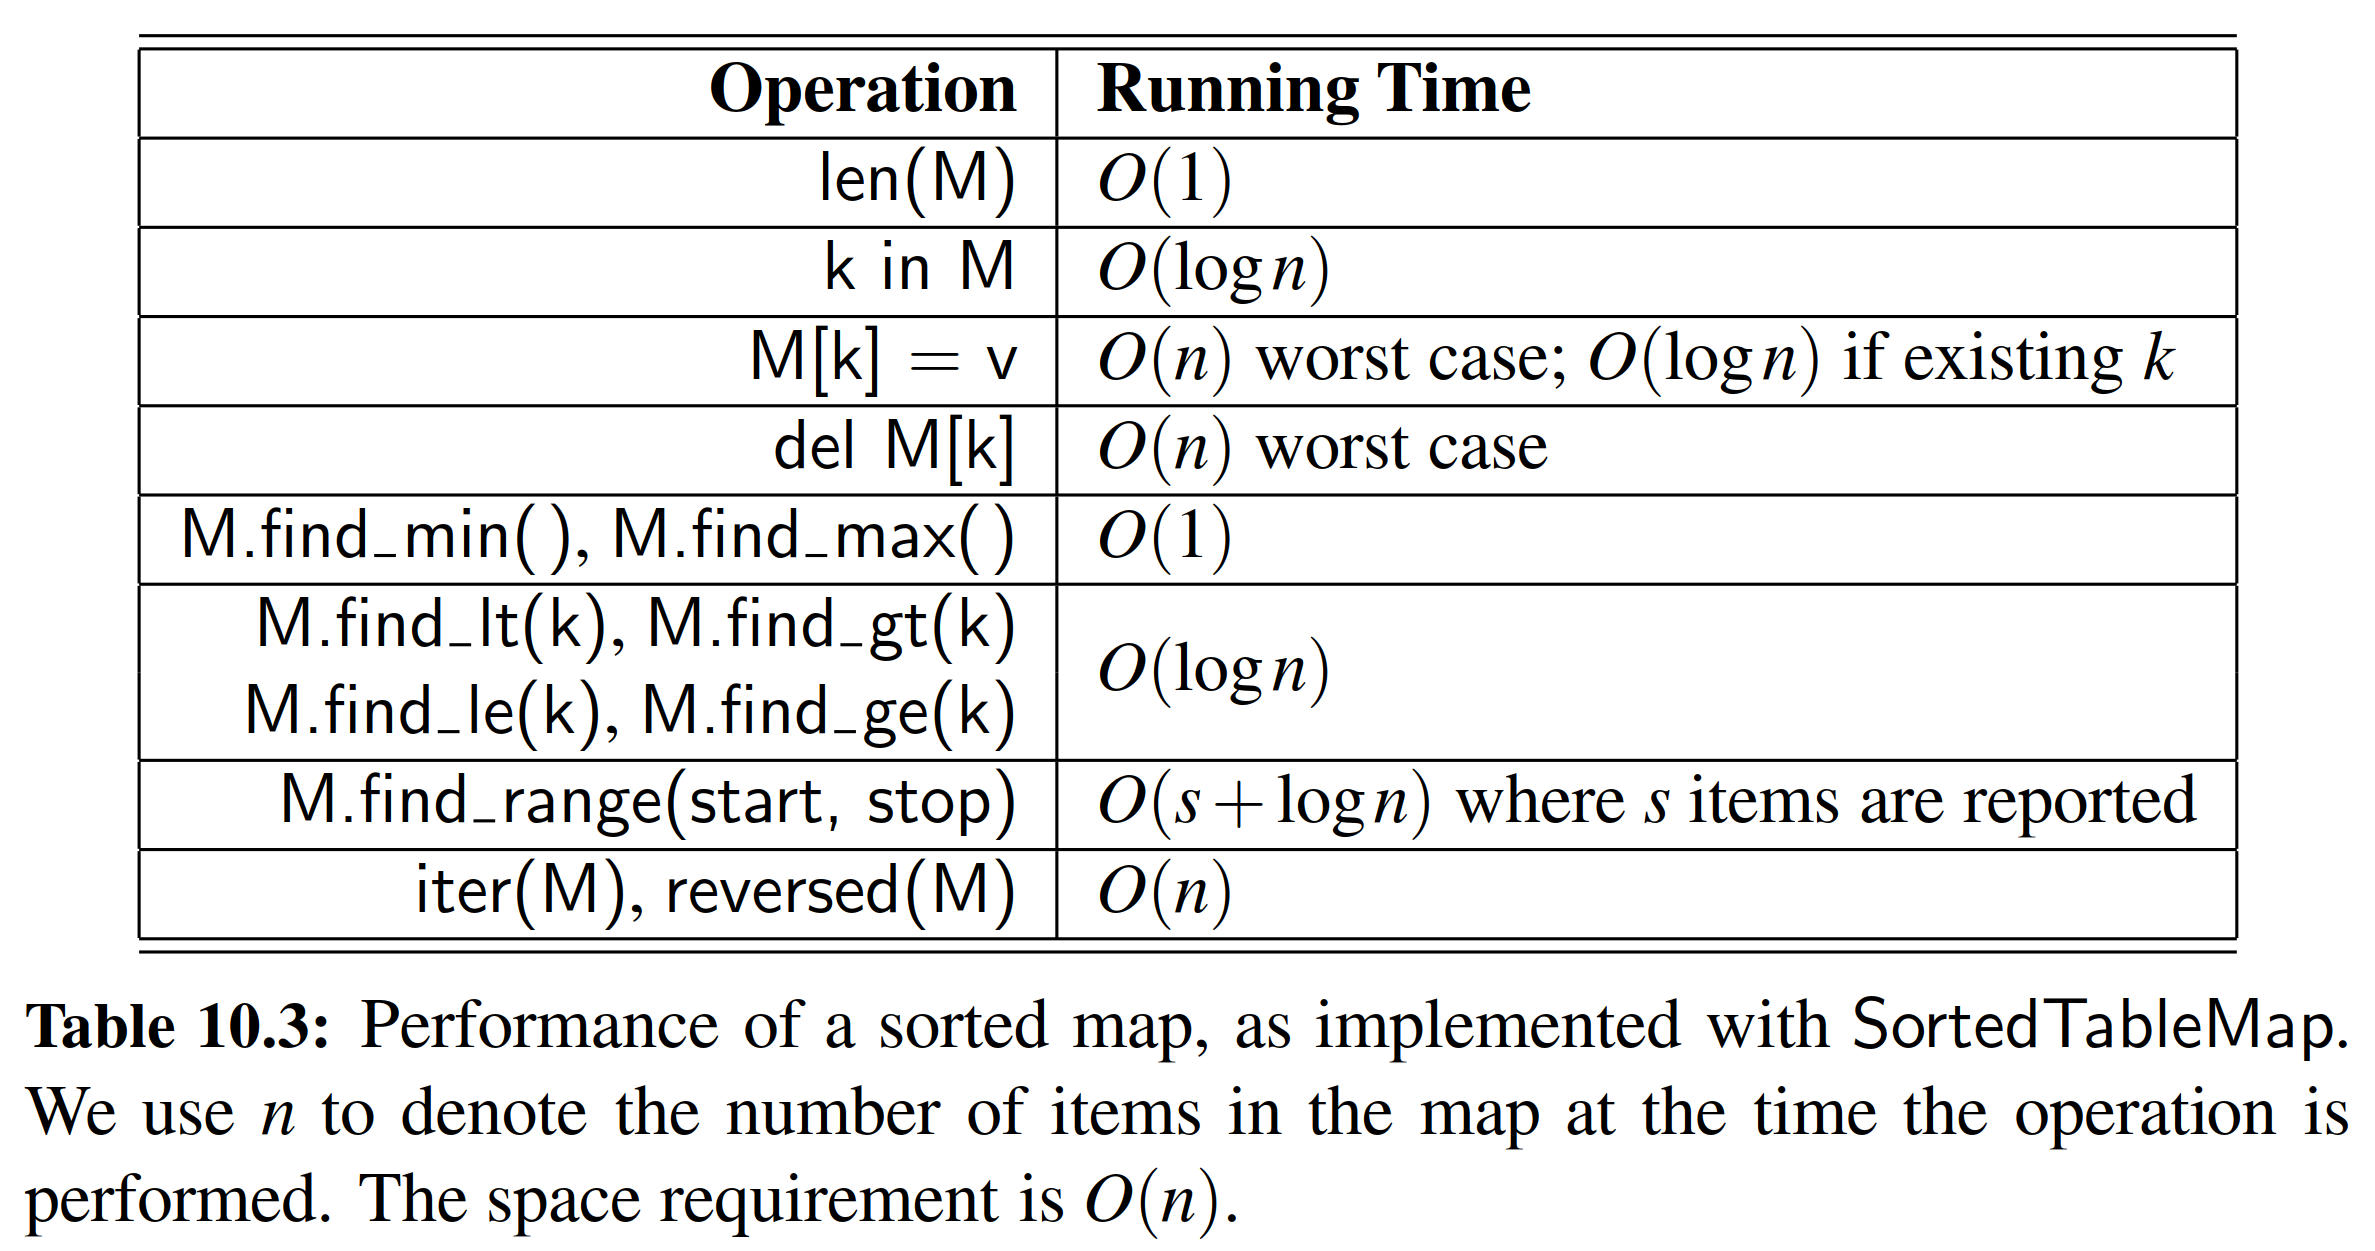 Operation Running Time
len(M) O(1)
k in M O(log n)
M[k] = v O(n) worst case; O(log n) if existing k
del M[k] O(n) worst case
M.find_min( ), M.find_max( ) O(1)
M.find_lt(k), M.find_gt(k)
M.find_le(k), M.find_ge(k) O(log n)
M.find_range(start, stop) O(s + log n) where s items are reported
iter(M), reversed(M) O(n)
Table 10.3: Performance of a sorted map, as implemented with SortedTableMap.
We use n to denote the number of items in the map at the time the operation is
performed. The space requirement is O(n).